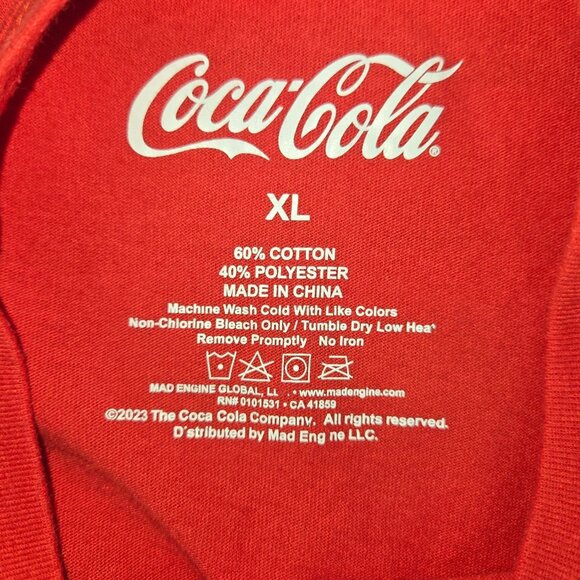 Coca-Cola®
XL
60% COTTON
40% POLYESTER
MADE IN CHINA
Machine Wash Cold With Like Colors
Non-Chlorine Bleach Only / Tumble Dry Low Hea
Remove Promptly No Iron
MAD ENGINE GLOBAL, LL . • www.madengine.com
RN# 0101531 • CA 41859
©2023 The Coca Cola Company. All rights reserved.
D stributed by Mad Eng ne LLC.